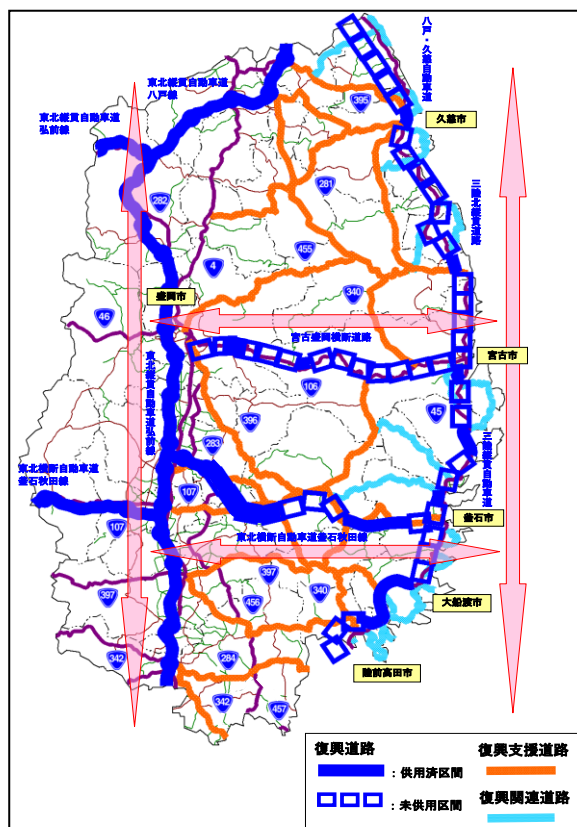 八戸・久慈自動車道
東北縦貫自動車道
八戸線
395
久慈市
東北縦貫自動車道
弘前線
三陸北縦貫道路
281
282
455
4
340
盛岡市
46
宮古盛岡横断道路
宮古市
106
東北縦貫自動車道弘前線
45
396
三陸縦貫自動車道
283
東北横断自動車道
釜石秋田線
107
釜石市
107
東北横断自動車道釜石秋田線
397
397
340
456
大船渡市
342
284
陸前高田市
342
457
復興道路
:供用済区間
:未供用区間
復興支援道路
復興関連道路